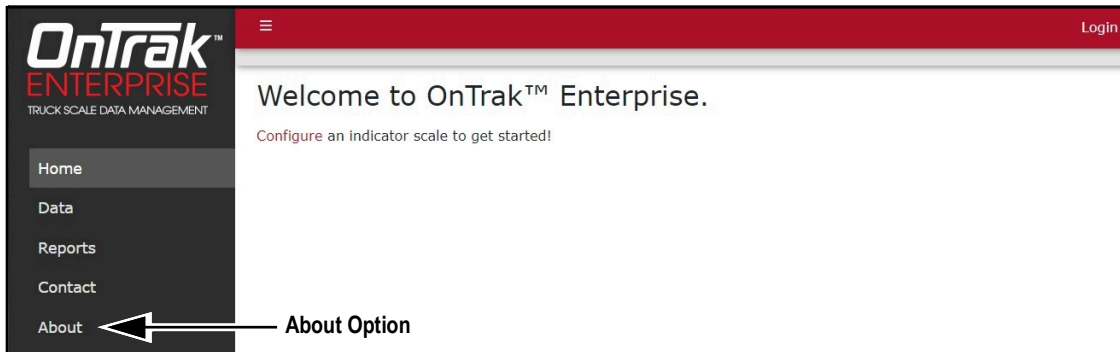 OnTrak™
ENTERPRISE
TRUCK SCALE DATA MANAGEMENT
Home
Data
Reports
Contact
About
Login
Welcome to OnTrak™ Enterprise.
Configure an indicator scale to get started!
About Option